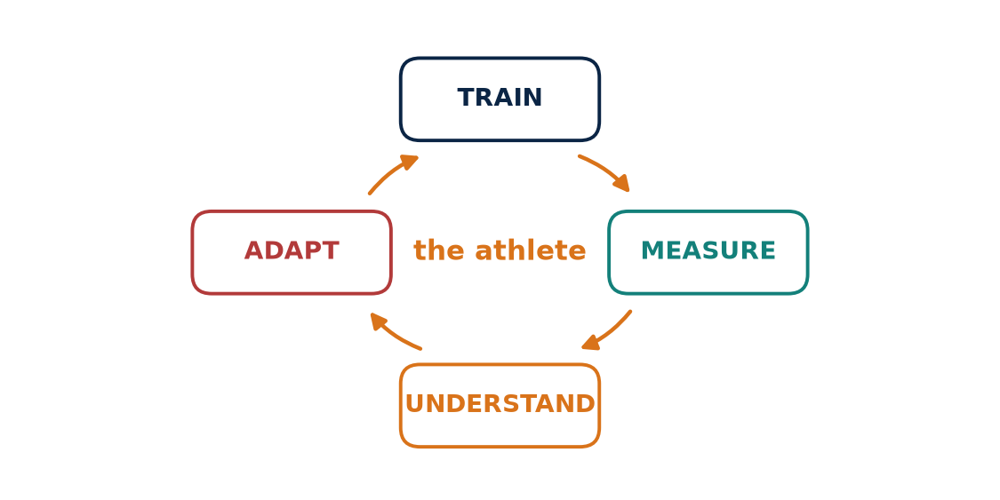 TRAIN
ADAPT
the athlete
MEASURE
UNDERSTAND